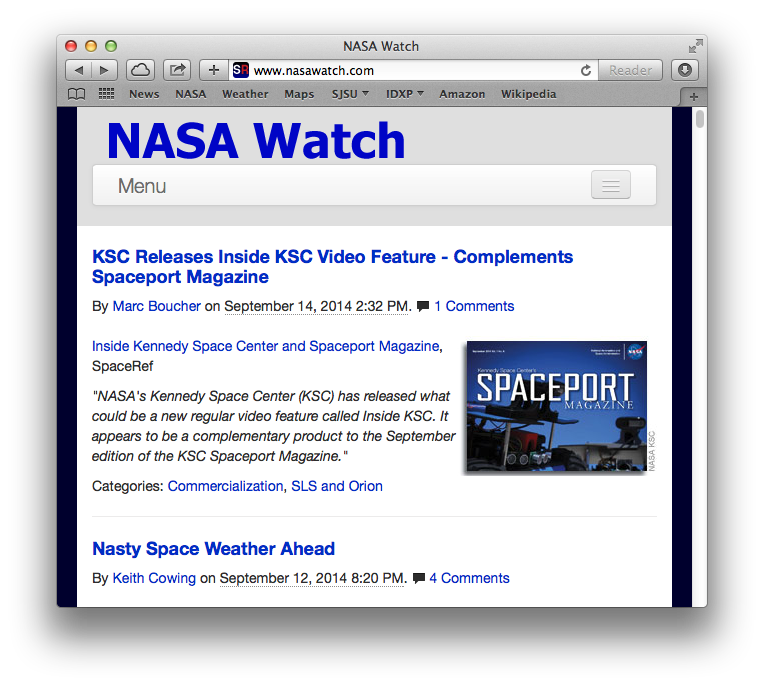 NASA Watch
SR www.nasawatch.com Reader
News NASA Weather Maps SJSU IDXP Amazon Wikipedia
NASA Watch
Menu
KSC Releases Inside KSC Video Feature - Complements
Spaceport Magazine
By Marc Boucher on September 14, 2014 2:32 PM. 1 Comments
Inside Kennedy Space Center and Spaceport Magazine,
SpaceRef
"NASA's Kennedy Space Center (KSC) has released what
could be a new regular video feature called Inside KSC. It
appears to be a complementary product to the September
edition of the KSC Spaceport Magazine."
NASA
Kennedy Space Center's
SPACEPORT
MAGAZINE
NASA KSC
Categories: Commercialization, SLS and Orion
Nasty Space Weather Ahead
By Keith Cowing on September 12, 2014 8:20 PM. 4 Comments